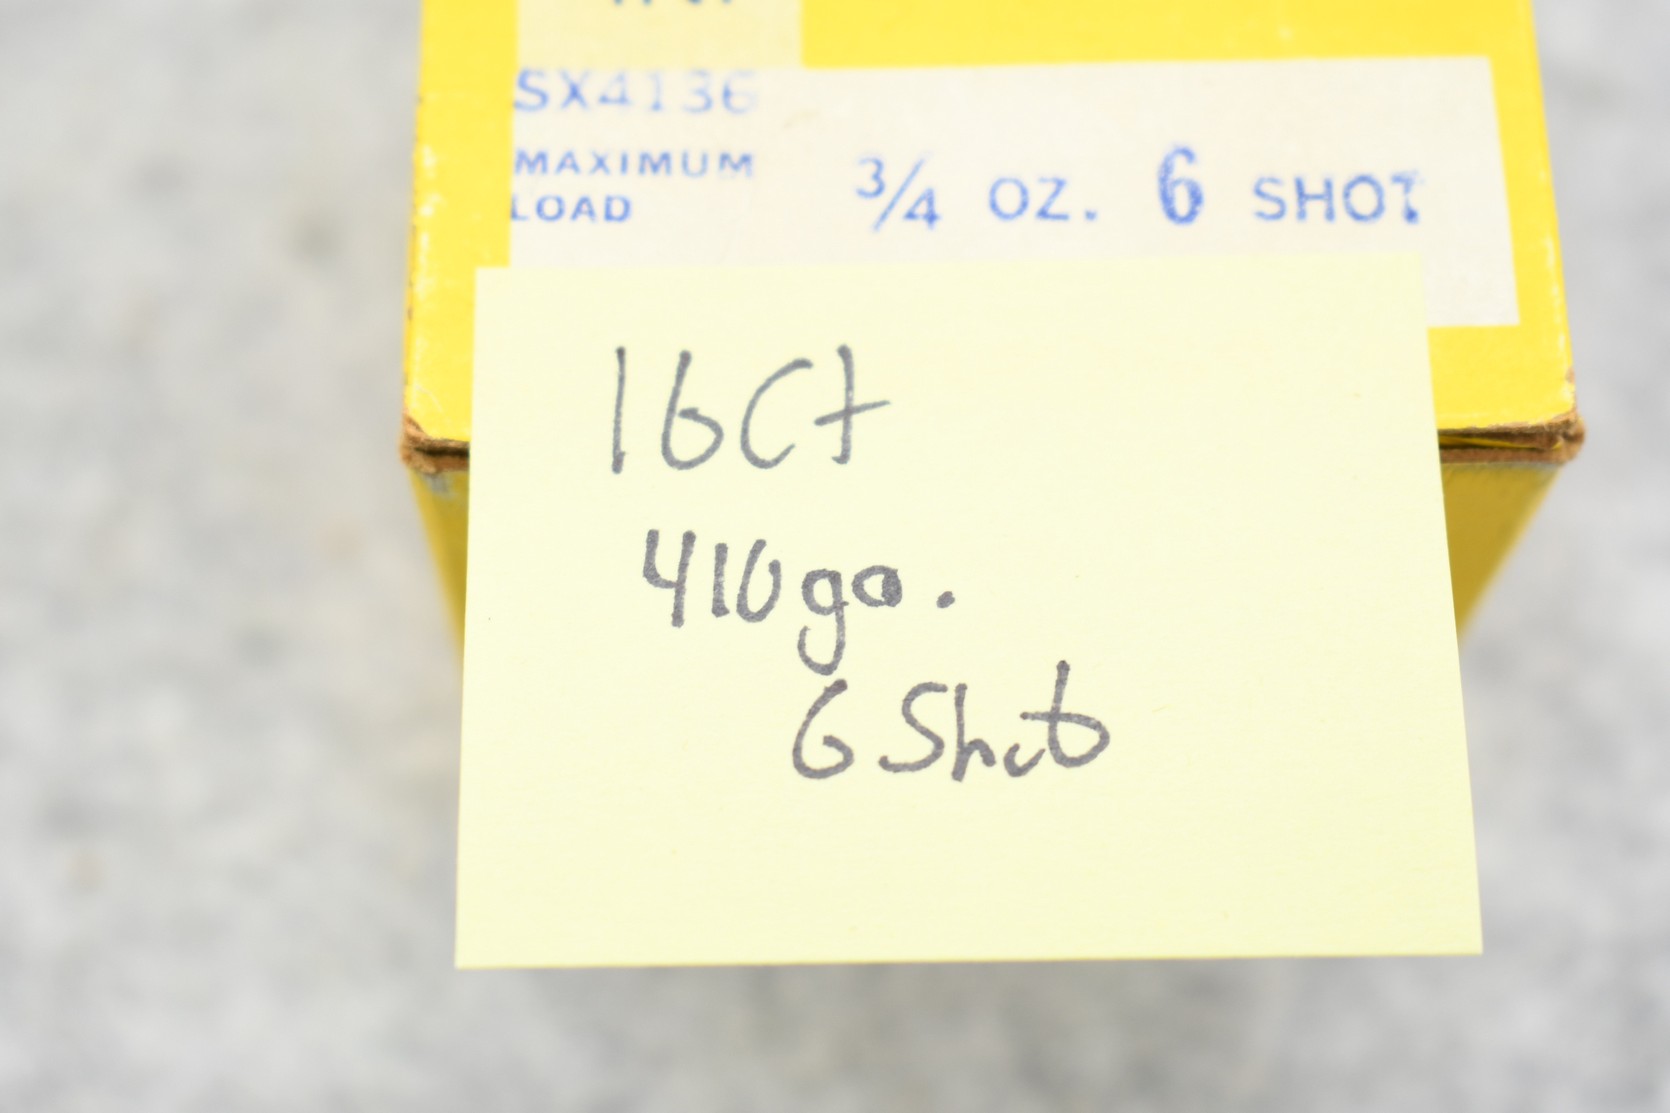 SX4136
MAXIMUM
LOAD
3/4 OZ. 6 SHOT
16Ct
410ga.
6 Shot